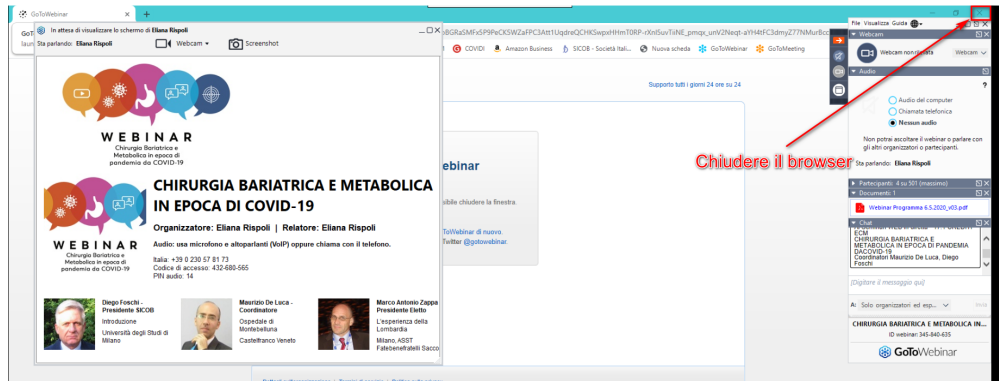 GoToWebinar
In attesa di visualizzare lo schermo di Eliana Rispoli
Sta parlando: Eliana Rispoli
Webcam
Screenshot
WEBINAR
Chirurgia Bariatrica e
Metabolica in epoca di
pandemia da COVID-19
CHIRURGIA BARIATRICA E METABOLICA
IN EPOCA DI COVID-19
Organizzatore: Eliana Rispoli | Relatore: Eliana Rispoli
Audio: usa microfono e altoparlanti (VoIP) oppure chiama con il telefono.
Italia: +39 0 230 57 81 73
Codice di accesso: 432-680-565
PIN audio: 14
WEBINAR
Chirurgia Bariatrica e
Metabolica in epoca di
pandemia da COVID-19
Diego Foschi -
Presidente SICOB
Introduzione
Università degli Studi di
Milano
Maurizio De Luca -
Coordinatore
Ospedale di
Montebelluna
Castelfranco Veneto
Marco Antonio Zappa
Presidente Eletto
L'esperienza della
Lombardia
Milano, ASST
Fatebenefratelli Sacco
COVIDI
Amazon Business
SICOB - Società Itali...
Nuova scheda
GoToWebinar
GoToMeeting
Supporto tutti i giorni 24 ore su 24
ebinar
sibile chiudere la finestra.
ToWebinar di nuovo.
Twitter @gotowebinar.
Chiudere il browser
File Visualizza Guida
Webcam
Webcam non rilevata
Webcam
Audio
?
Audio del computer
Chiamata telefonica
Nessun audio
Non potrai ascoltare il webinar o parlare con
gli altri organizzatori o partecipanti.
Sta parlando: Eliana Rispoli
Partecipanti: 4 su 501 (massimo)
Documenti: 1
Webinar Programma 6.5.2020_v03.pdf
Chat
ECM
CHIRURGIA BARIATRICA E
METABOLICA IN EPOCA DI PANDEMIA
DACOVID-19
Coordinatori Maurizio De Luca, Diego
Foschi
[Digitare il messaggio qui]
A: Solo organizzatori ed esp...
Invia
CHIRURGIA BARIATRICA E METABOLICA IN...
ID webinar: 345-840-635
GoToWebinar